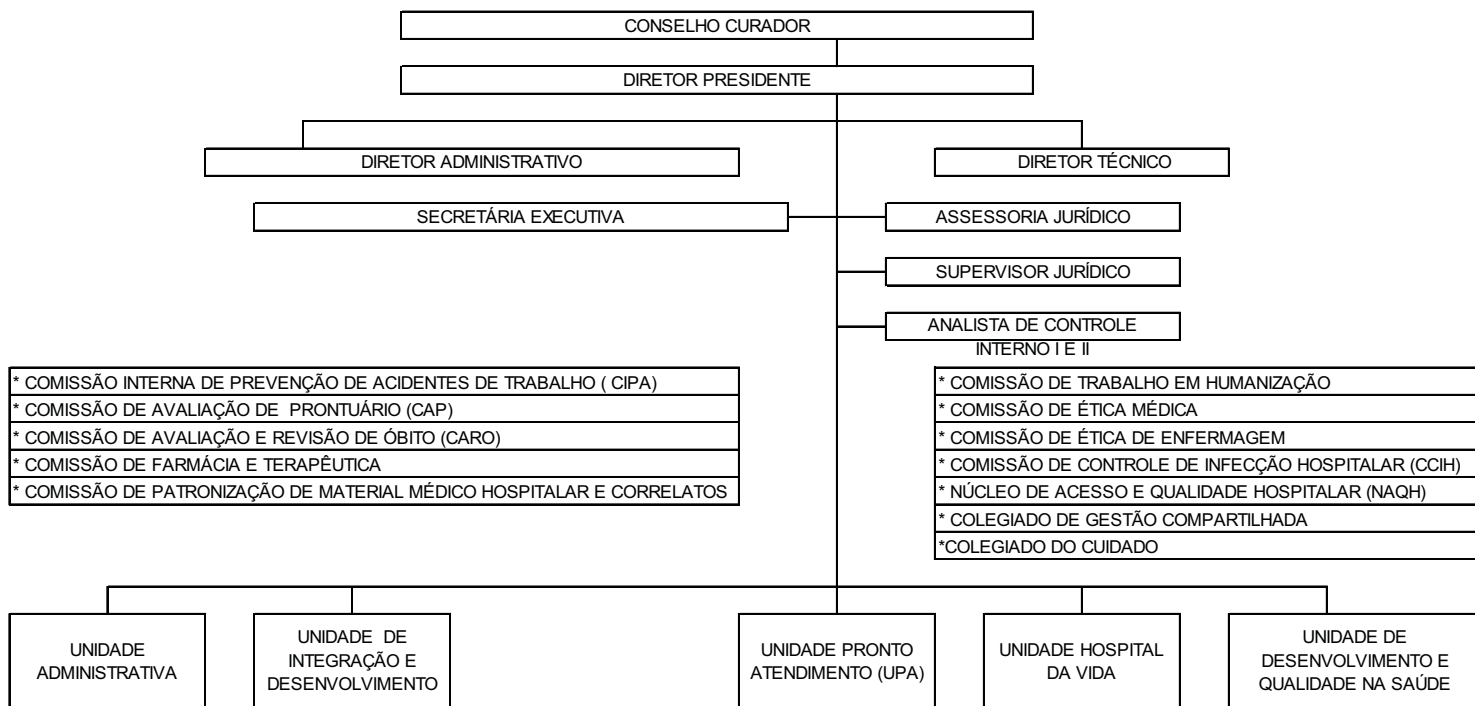 CONSELHO CURADOR
DIRETOR PRESIDENTE
DIRETOR ADMINISTRATIVO
DIRETOR TÉCNICO
SECRETÁRIA EXECUTIVA
ASSESSORIA JURÍDICO
SUPERVISOR JURÍDICO
ANALISTA DE CONTROLE
INTERNO I E II
* COMISSÃO INTERNA DE PREVENÇÃO DE ACIDENTES DE TRABALHO ( CIPA)
* COMISSÃO DE AVALIAÇÃO DE PRONTUÁRIO (CAP)
* COMISSÃO DE AVALIAÇÃO E REVISÃO DE ÓBITO (CARO)
* COMISSÃO DE FARMÁCIA E TERAPÊUTICA
* COMISSÃO DE PATRONIZAÇÃO DE MATERIAL MÉDICO HOSPITALAR E CORRELATOS
* COMISSÃO DE TRABALHO EM HUMANIZAÇÃO
* COMISSÃO DE ÉTICA MÉDICA
* COMISSÃO DE ÉTICA DE ENFERMAGEM
* COMISSÃO DE CONTROLE DE INFECÇÃO HOSPITALAR (CCIH)
* NÚCLEO DE ACESSO E QUALIDADE HOSPITALAR (NAQH)
* COLEGIADO DE GESTÃO COMPARTILHADA
*COLEGIADO DO CUIDADO
UNIDADE
ADMINISTRATIVA
UNIDADE DE
INTEGRAÇÃO E
DESENVOLVIMENTO
UNIDADE PRONTO
ATENDIMENTO (UPA)
UNIDADE HOSPITAL
DA VIDA
UNIDADE DE
DESENVOLVIMENTO E
QUALIDADE NA SAÚDE